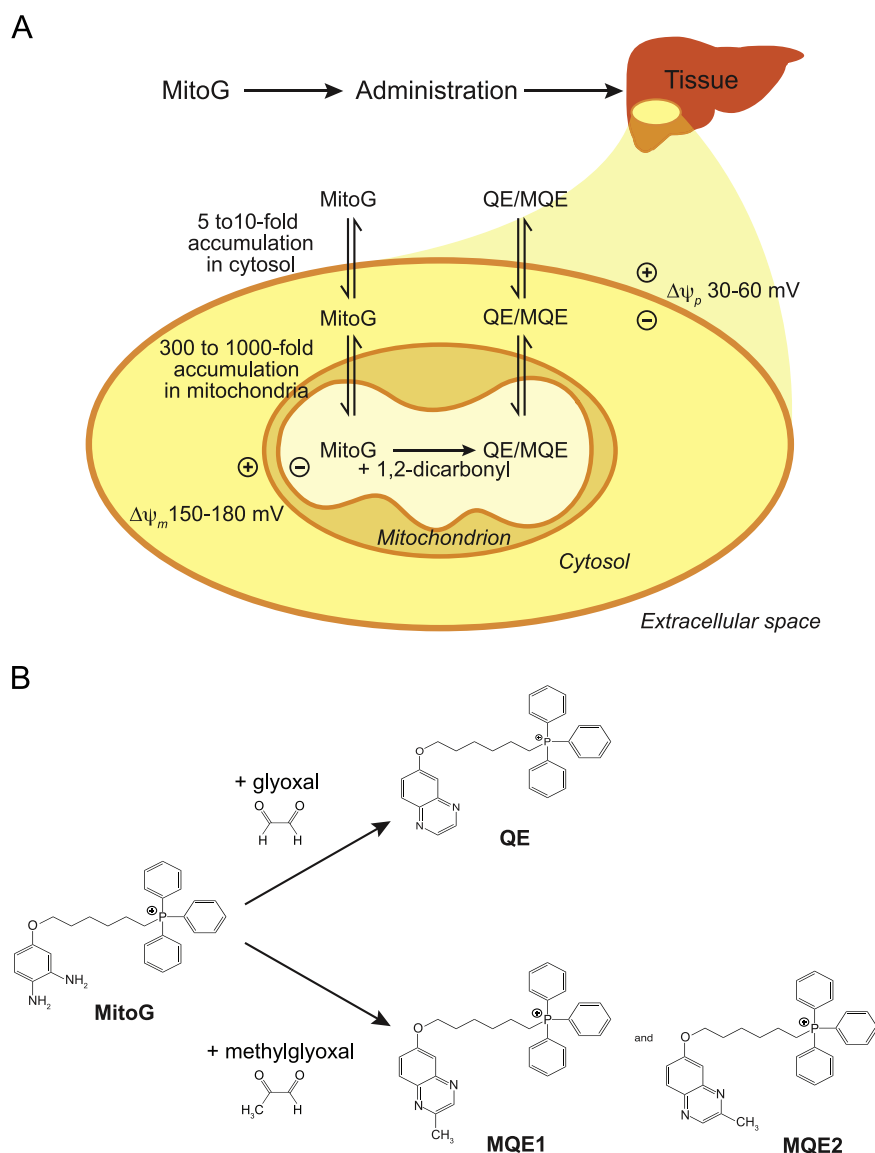 A
MitoG
Administration
Tissue
MitoG
QE/MQE
5 to10-fold
accumulation
in cytosol
Δψp 30-60 mV
MitoG
QE/MQE
300 to 1000-fold
accumulation
in mitochondria
MitoG
QE/MQE
+ 1,2-dicarbonyl
Δψm 150-180 mV
Mitochondrion
Cytosol
Extracellular space
B
+ glyoxal
O O
H H
O
P
N
N
QE
O
P
NH2
NH2
MitoG
+ methylglyoxal
O O
H3C H
O
P
N
N
CH3
MQE1
and
O
P
N
N
CH3
MQE2